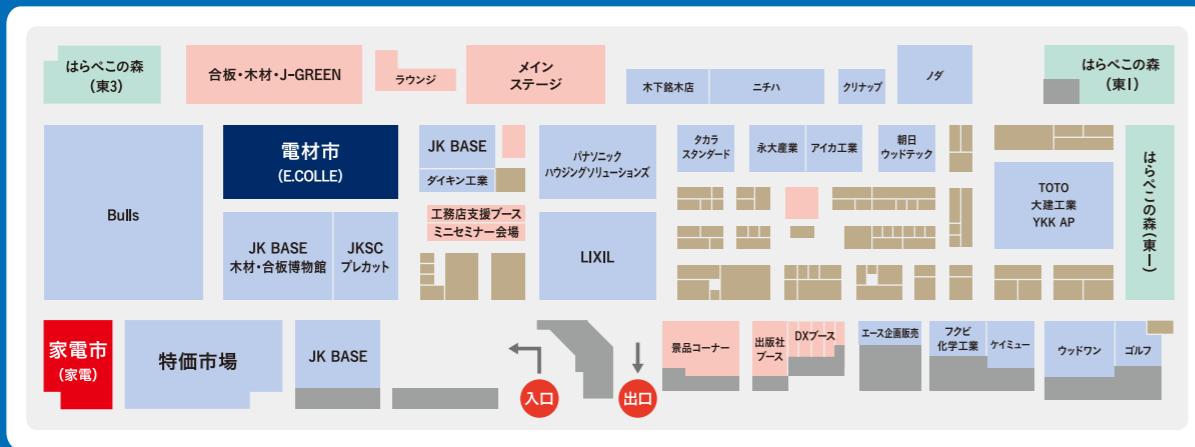 はらぺこの森
(東3)
合板・木材・J-GREEN
ラウンジ
メイン
ステージ
木下銘木店
ニチハ
クリナップ
ノダ
はらぺこの森
(東1)
Bulls
電材市
(E.COLLE)
JK BASE
ダイキン工業
パナソニック
ハウジングソリューションズ
タカラ
スタンダード
永大産業
アイカ工業
朝日
ウッドテック
TOTO
大建工業
YKK AP
はらぺこの森(東1)
JK BASE
木材・合板博物館
JKSC
プレカット
工務店支援ブース
ミニセミナー会場
LIXIL
家電市
(家電)
特価市場
JK BASE
入口
出口
景品コーナー
出版社
ブース
DXブース
エース企画販売
フクビ
化学工業
ケイミュー
ウッドワン
ゴルフ